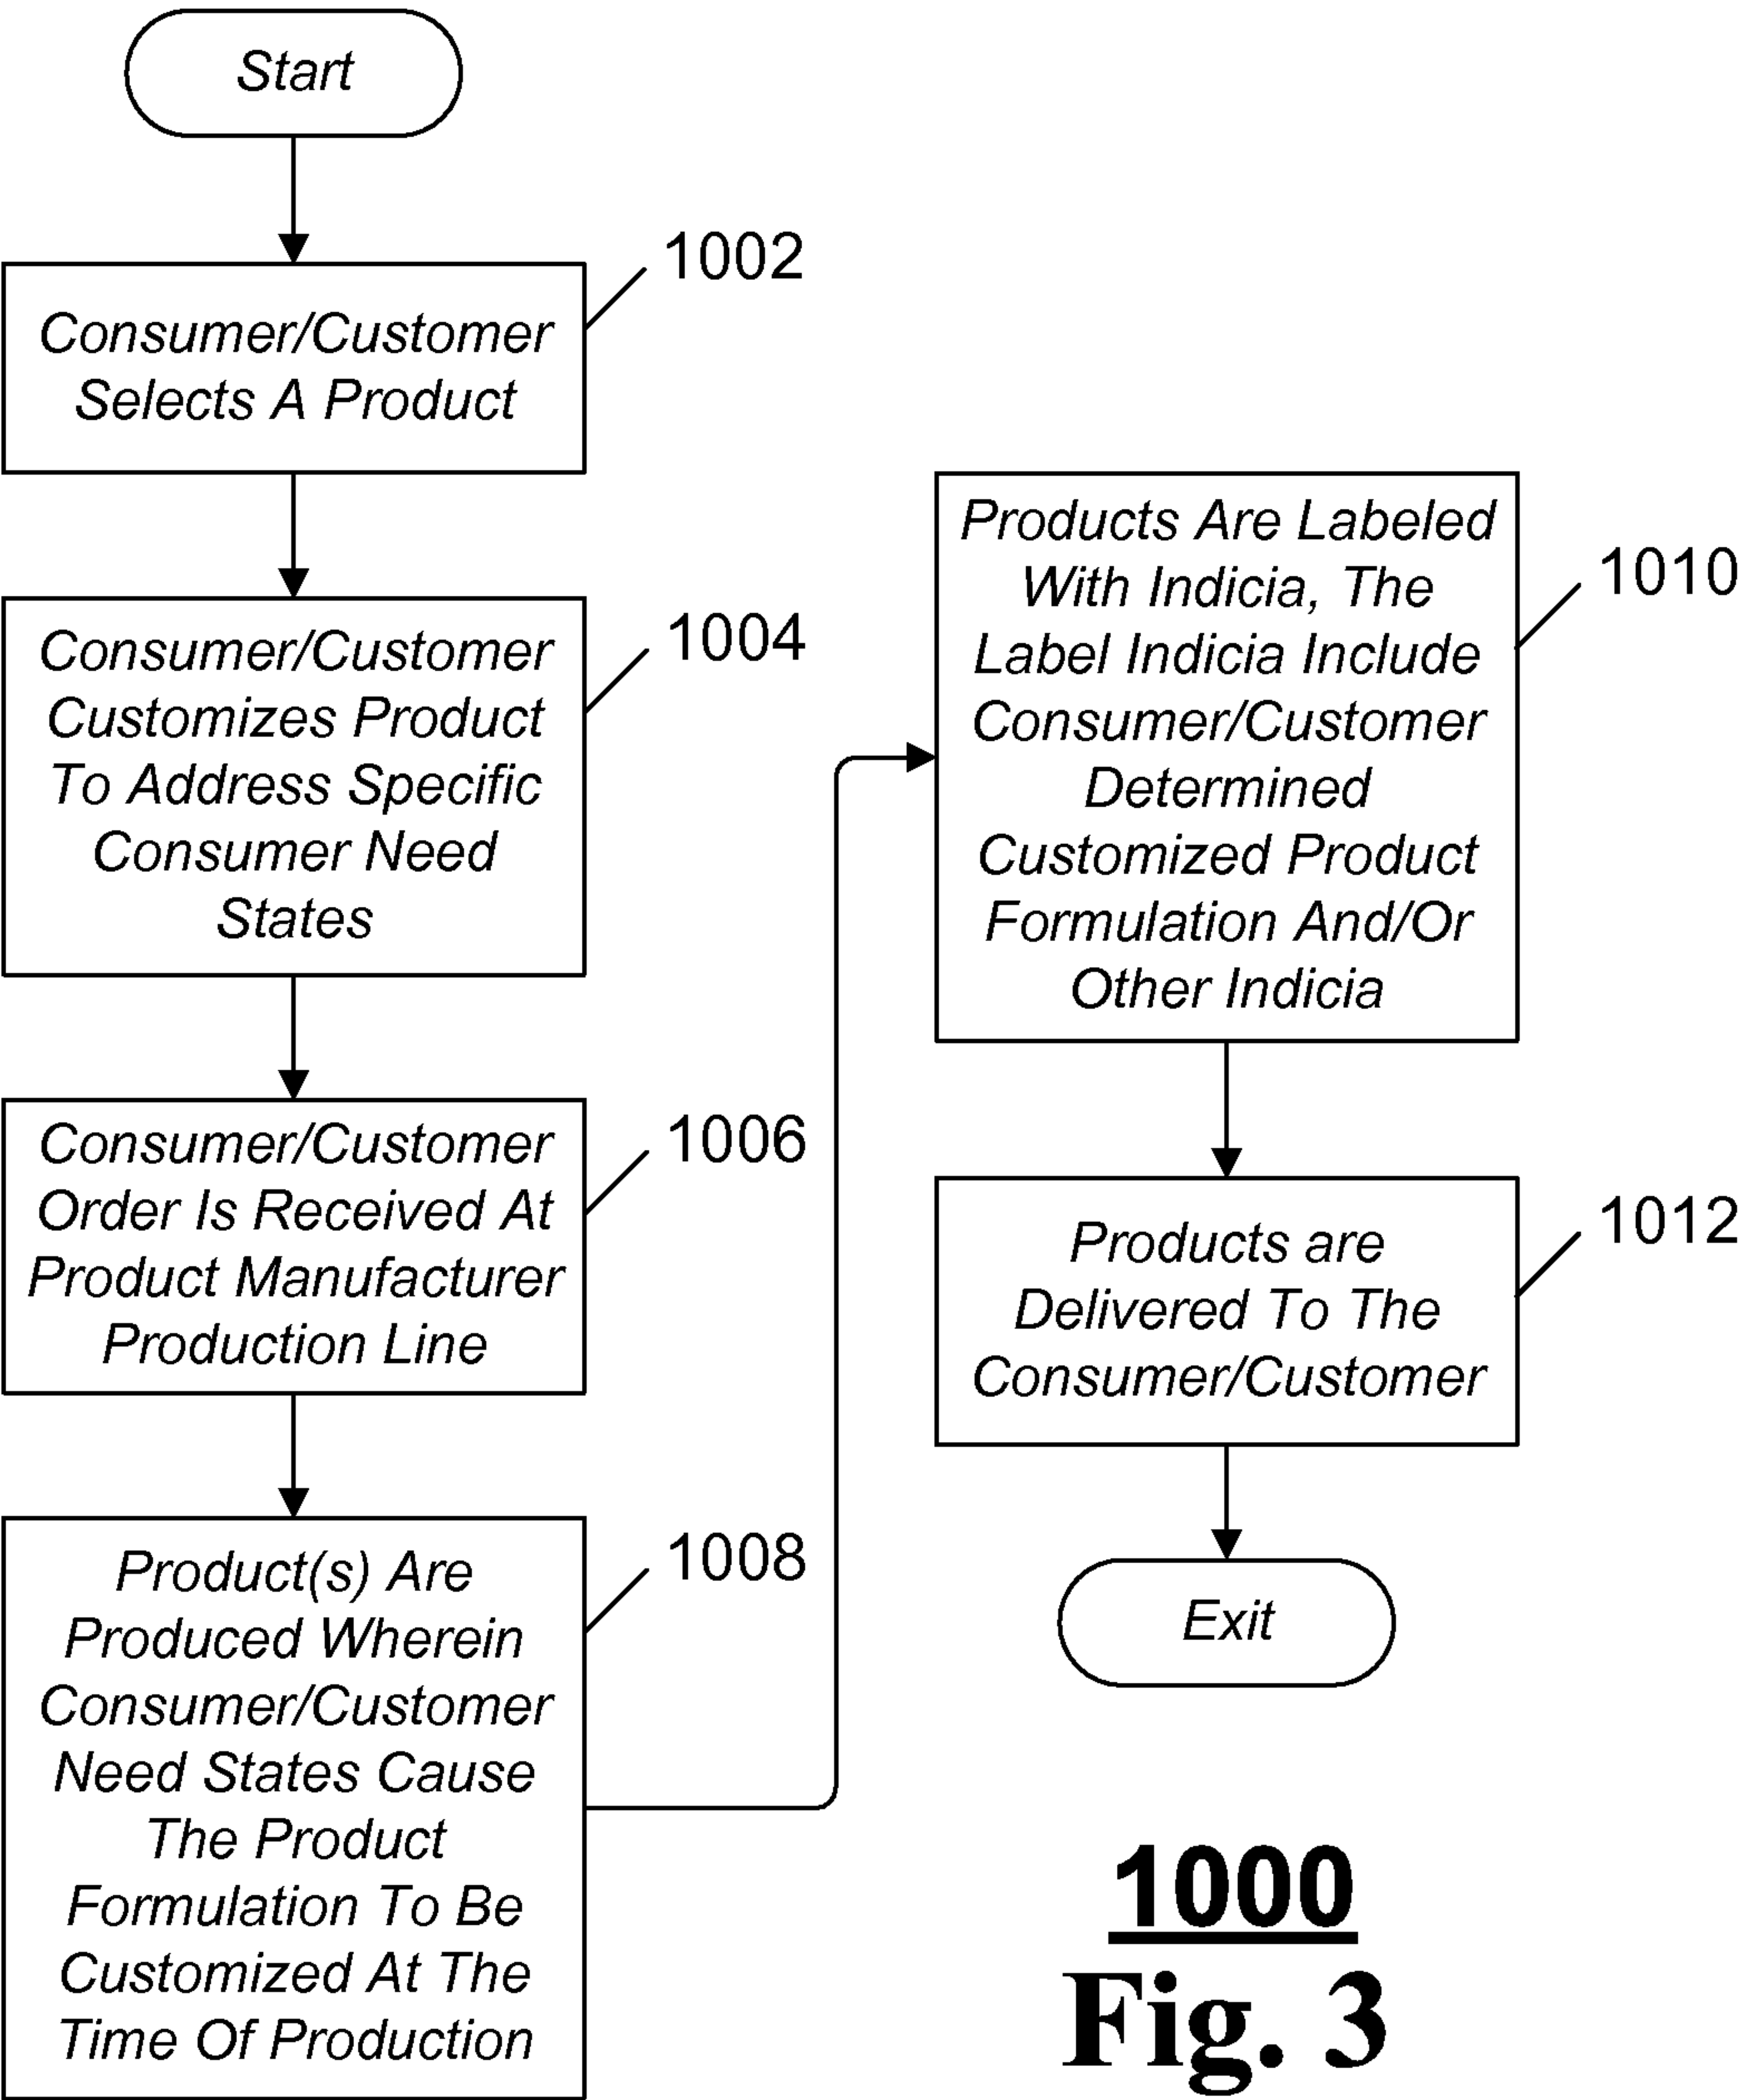 Start
1002
Consumer/Customer
Selects A Product
1004
Consumer/Customer
Customizes Product
To Address Specific
Consumer Need
States
1006
Consumer/Customer
Order Is Received At
Product Manufacturer
Production Line
1008
Product(s) Are
Produced Wherein
Consumer/Customer
Need States Cause
The Product
Formulation To Be
Customized At The
Time Of Production
1010
Products Are Labeled
With Indicia, The
Label Indicia Include
Consumer/Customer
Determined
Customized Product
Formulation And/Or
Other Indicia
1012
Products are
Delivered To The
Consumer/Customer
Exit
1000
Fig. 3